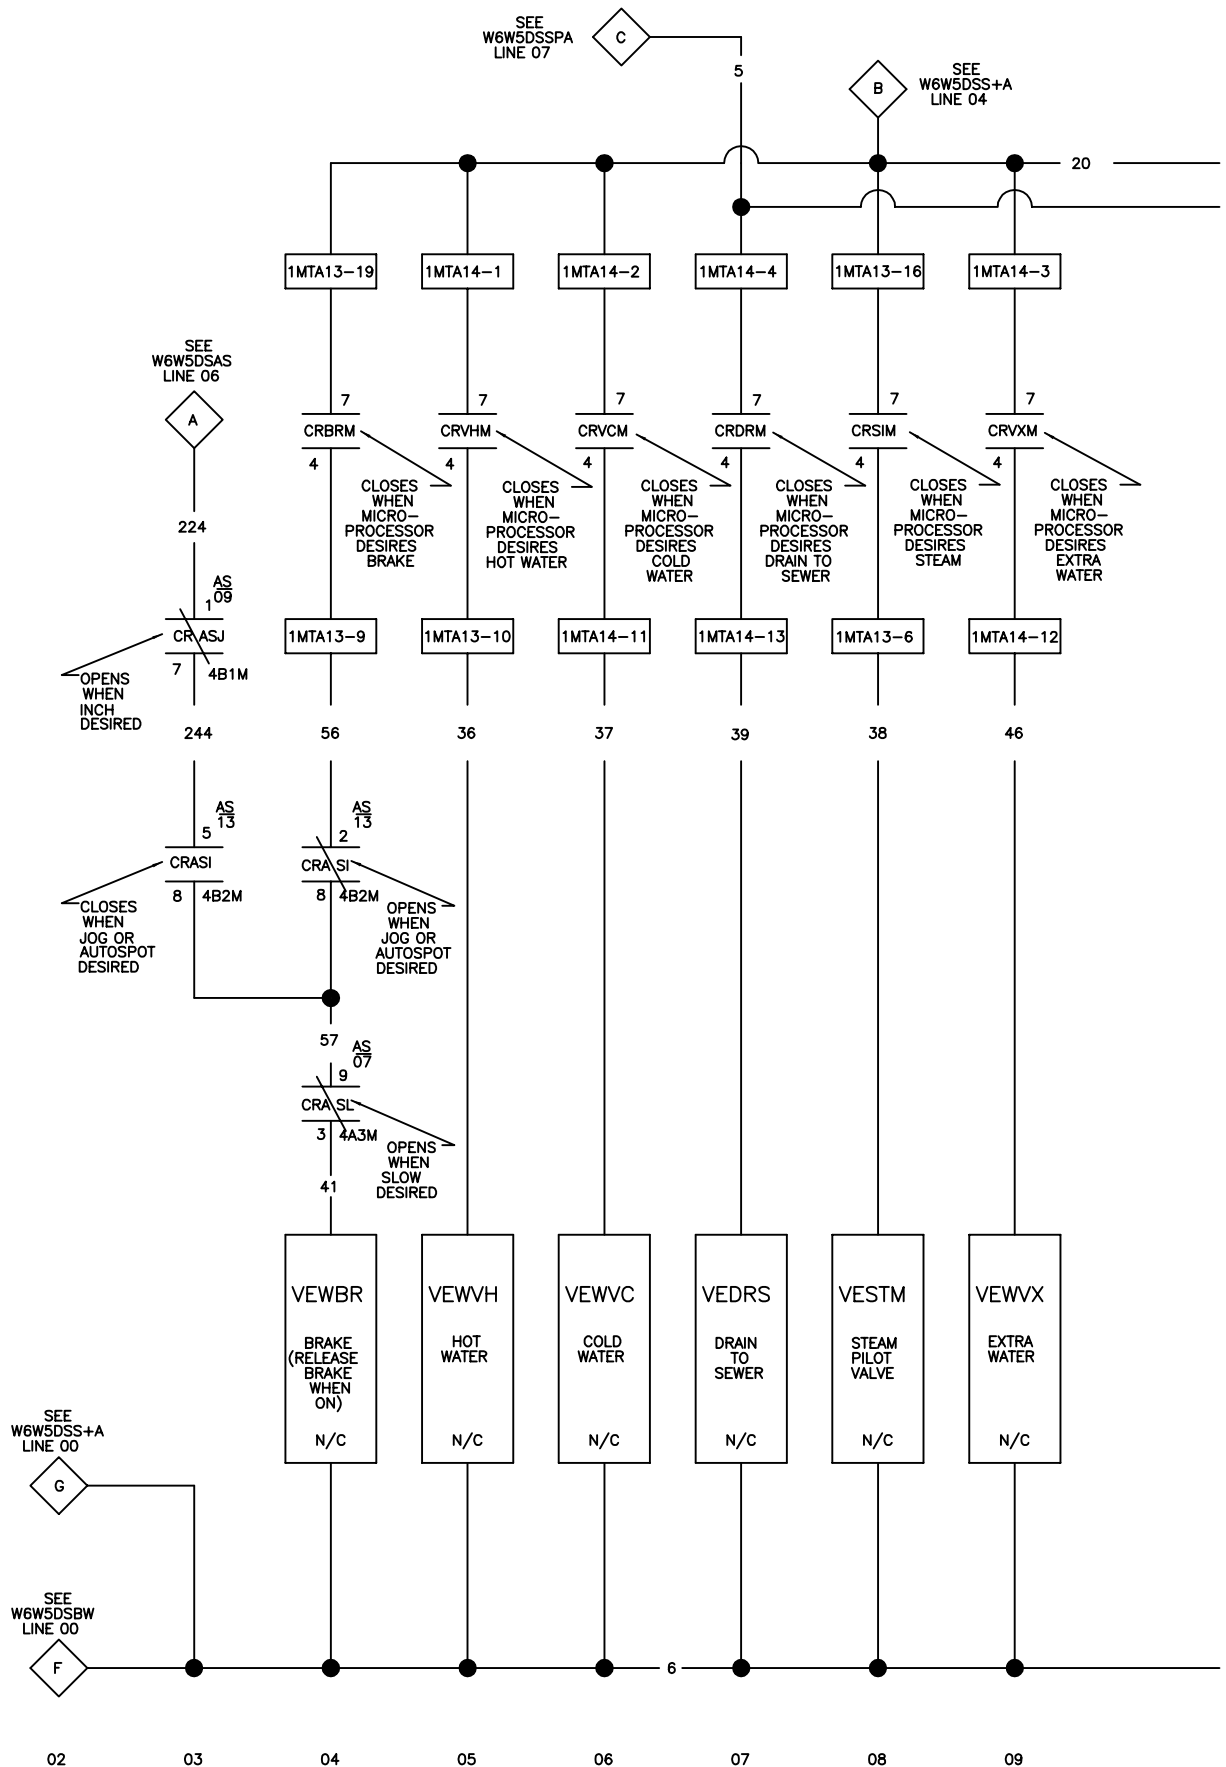 SEE
W6W5DSSPA
LINE 07
C
5
SEE
W6W5DSS+A
LINE 04
B
20
1MTA13-19
1MTA14-1
1MTA14-2
1MTA14-4
1MTA13-16
1MTA14-3
SEE
W6W5DSAS
LINE 06
A
224
AS
09
1
CR ASJ
7
4B1M
OPENS
WHEN
INCH
DESIRED
244
7
CRBRM
4
CLOSES
WHEN
MICRO-
PROCESSOR
DESIRES
BRAKE
7
CRVHM
4
CLOSES
WHEN
MICRO-
PROCESSOR
DESIRES
HOT WATER
7
CRVCM
4
CLOSES
WHEN
MICRO-
PROCESSOR
DESIRES
COLD
WATER
7
CRDRM
4
CLOSES
WHEN
MICRO-
PROCESSOR
DESIRES
DRAIN TO
SEWER
7
CRSIM
4
CLOSES
WHEN
MICRO-
PROCESSOR
DESIRES
STEAM
7
CRVXM
4
CLOSES
WHEN
MICRO-
PROCESSOR
DESIRES
EXTRA
WATER
1MTA13-9
1MTA13-10
1MTA14-11
1MTA14-13
1MTA13-6
1MTA14-12
56
36
37
39
38
46
AS
13
5
CRASI
8
4B2M
CLOSES
WHEN
JOG OR
AUTOSPOT
DESIRED
AS
13
2
CRA SI
8
4B2M
OPENS
WHEN
JOG OR
AUTOSPOT
DESIRED
57
AS
07
9
CRA SL
3
4A3M
OPENS
WHEN
SLOW
DESIRED
41
VEWBR
BRAKE
(RELEASE
BRAKE
WHEN
ON)
N/C
VEWVH
HOT
WATER
N/C
VEWVC
COLD
WATER
N/C
VEDRS
DRAIN
TO
SEWER
N/C
VESTM
STEAM
PILOT
VALVE
N/C
VEWVX
EXTRA
WATER
N/C
SEE
W6W5DSS+A
LINE 00
G
SEE
W6W5DSBW
LINE 00
F
6
02
03
04
05
06
07
08
09